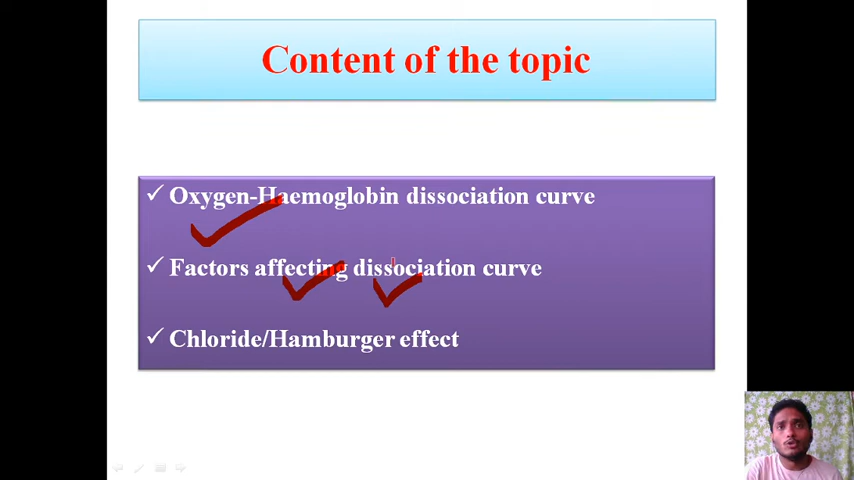 Content of the topic
✓ Oxygen-Haemoglobin dissociation curve
✓ Factors affecting dissociation curve
✓ Chloride/Hamburger effect